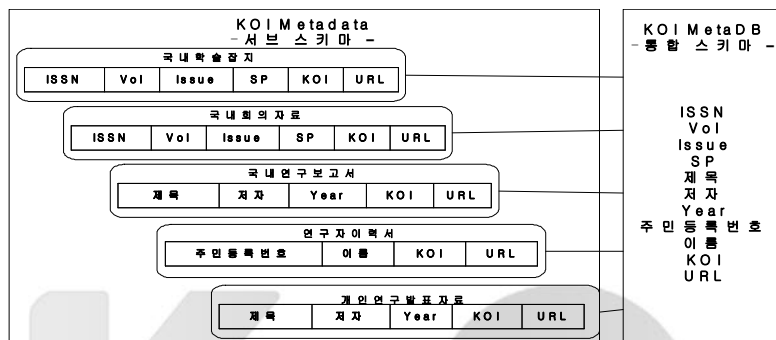 KOI Metadata
- 서브 스키마 -
국내학술잡지
ISSN Vol Issue SP KOI URL
국내회의자료
ISSN Vol Issue SP KOI URL
국내연구보고서
제목 저자 Year KOI URL
연구자이력서
주민등록번호 이름 KOI URL
개인연구발표자료
제목 저자 Year KOI URL
KOI MetaDB
- 통합 스키마 -
ISSN
Vol
Issue
SP
제목
저자
Year
주민등록번호
이름
KOI
URL